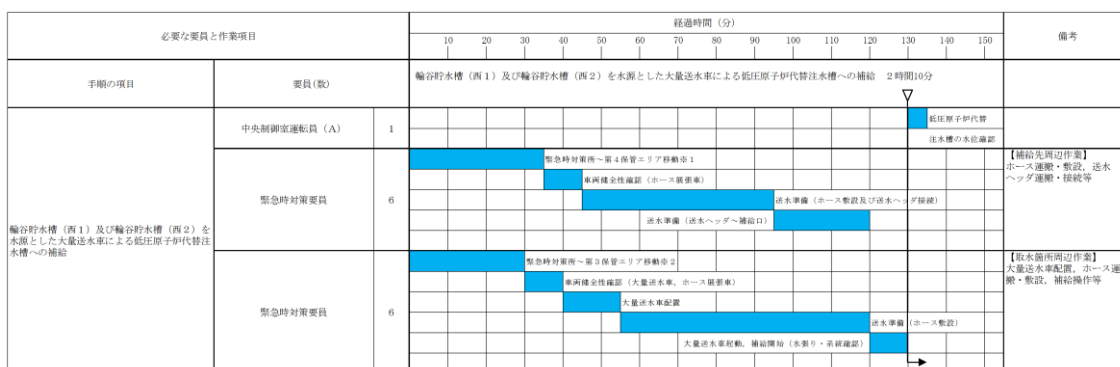 必要な要員と作業項目
経過時間（分）
備考
10 20 30 40 50 60 70 80 90 100 110 120 130 140 150
手順の項目
要員(数)
輪谷貯水槽（西１）及び輪谷貯水槽（西２）を水源とした大量送水車による低圧原子炉代替注水槽への補給　２時間10分
輪谷貯水槽（西１）及び輪谷貯水槽（西２）を
水源とした大量送水車による低圧原子炉代替注
水槽への補給
中央制御室運転員（A）
1
低圧原子炉代替
注水槽の水位確認
緊急時対策要員
6
緊急時対策所～第４保管エリア移動※１
車両健全性確認（ホース展張車）
送水準備（ホース敷設及び送水ヘッダ接続）
送水準備（送水ヘッダ～補給口）
【補給先周辺作業】
ホース運搬・敷設，送水
ヘッダ運搬・接続等
緊急時対策要員
6
緊急時対策所～第３保管エリア移動※２
車両健全性確認（大量送水車，ホース展張車）
大量送水車配置
送水準備（ホース敷設）
大量送水車起動，補給開始（水張り・系統確認）
【取水箇所周辺作業】
大量送水車配置，ホース運
搬・敷設，補給操作等